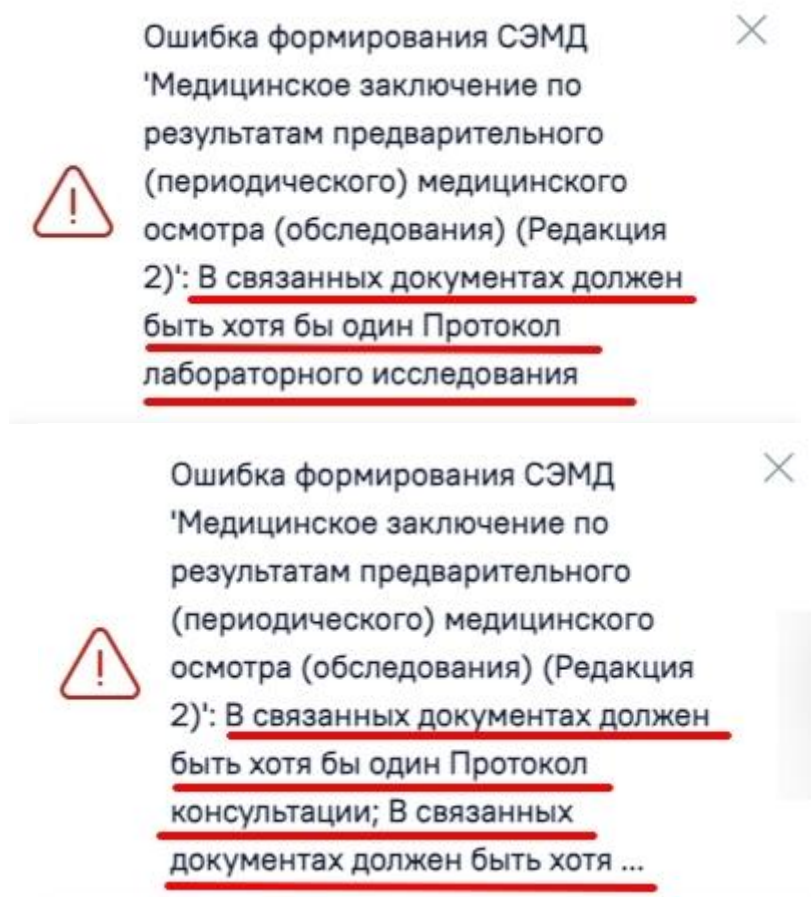 Ошибка формирования СЭМД
'Медицинское заключение по
результатам предварительного
(периодического) медицинского
осмотра (обследования) (Редакция
2)': В связанных документах должен
быть хотя бы один Протокол
лабораторного исследования
Ошибка формирования СЭМД
'Медицинское заключение по
результатам предварительного
(периодического) медицинского
осмотра (обследования) (Редакция
2)': В связанных документах должен
быть хотя бы один Протокол
консультации; В связанных
документах должен быть хотя ...